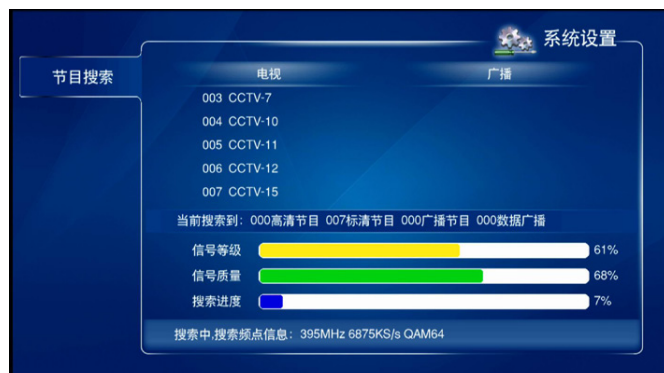 系统设置
节目搜索
电视 广播
003 CCTV-7
004 CCTV-10
005 CCTV-11
006 CCTV-12
007 CCTV-15
当前搜索到: 000高清节目 007标清节目 000广播节目 000数据广播
信号等级 61%
信号质量 68%
搜索进度 7%
搜索中,搜索频点信息: 395MHz 6875KS/s QAM64